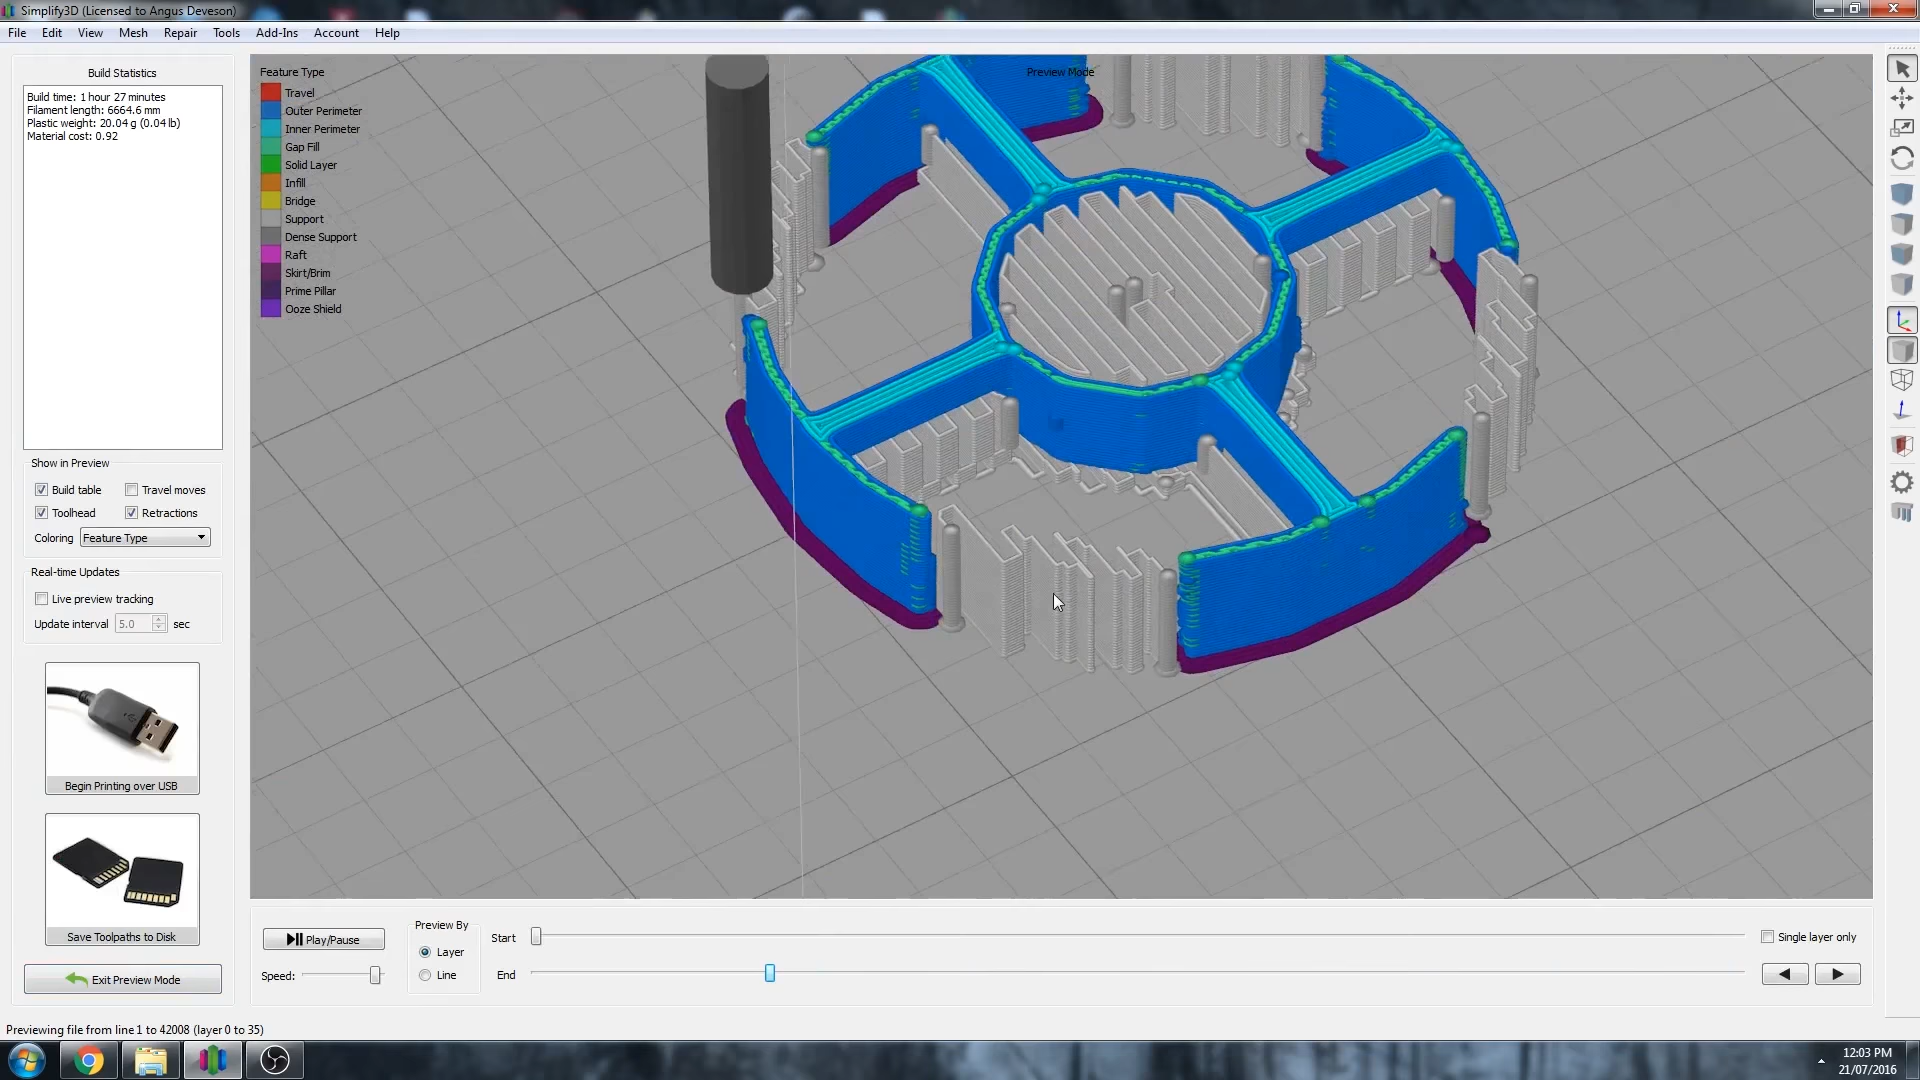 Simplify3D (Licensed to Angus Deveson)
File Edit View Mesh Repair Tools Add-Ins Account Help
Build Statistics
Build time: 1 hour 27 minutes
Filament length: 6664.6 mm
Plastic weight: 20.04 g (0.04 lb)
Material cost: 0.92
Show in Preview
Build table Travel moves
Toolhead Retractions
Coloring Feature Type
Real-time Updates
Live preview tracking
Update interval 5.0 sec
Begin Printing over USB
Save Toolpaths to Disk
Exit Preview Mode
Feature Type
Travel
Outer Perimeter
Inner Perimeter
Gap Fill
Solid Layer
Infill
Bridge
Support
Dense Support
Raft
Skirt/Brim
Prime Pillar
Ooze Shield
Preview Mode
Play/Pause
Speed:
Preview By
Layer
Line
Start
End
Single layer only
Previewing file from line 1 to 42008 (layer 0 to 35)
12:03 PM
21/07/2016